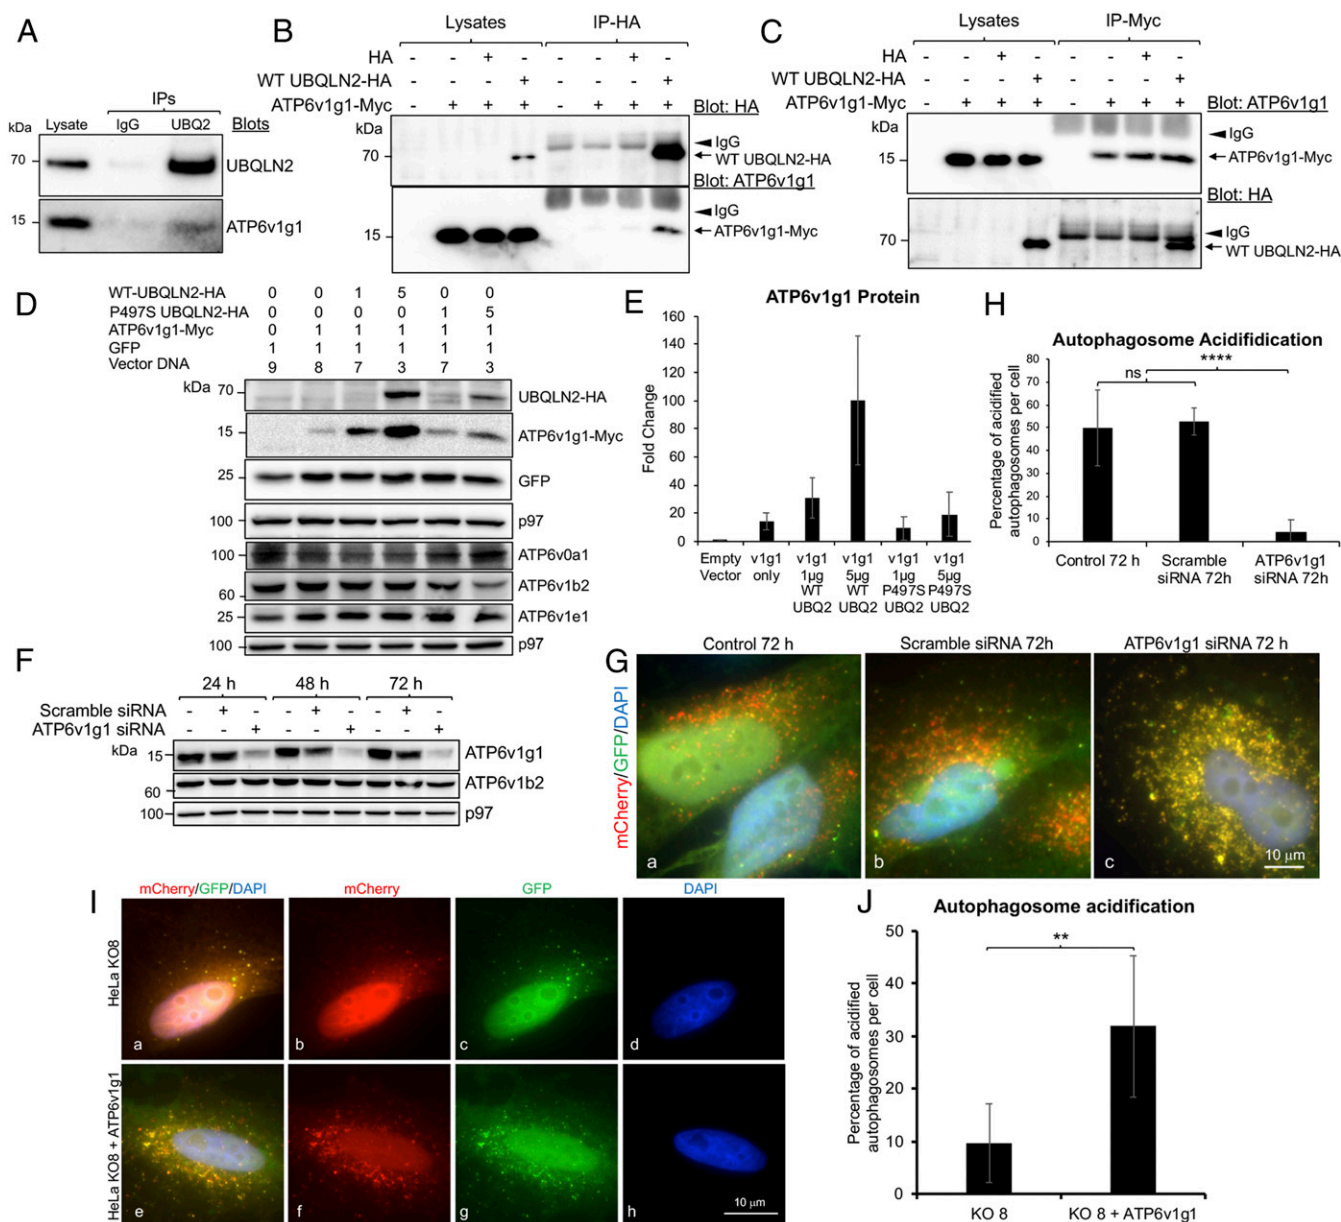 A
IPs
kDa Lysate IgG UBQ2 Blots
70 UBQLN2
15 ATP6v1g1
B
Lysates IP-HA
HA - - + - - - + -
WT UBQLN2-HA - - - + - - - +
ATP6v1g1-Myc - + + + - + + + Blot: HA
kDa
IgG
70 WT UBQLN2-HA
Blot: ATP6v1g1
IgG
15 ATP6v1g1-Myc
C
Lysates IP-Myc
HA - - + - - - + -
WT UBQLN2-HA - - - + - - - +
ATP6v1g1-Myc - + + + - + + + Blot: ATP6v1g1
kDa
IgG
15 ATP6v1g1-Myc
Blot: HA
IgG
70 WT UBQLN2-HA
D
WT-UBQLN2-HA 0 0 1 5 0 0
P497S UBQLN2-HA 0 0 0 0 1 5
ATP6v1g1-Myc 0 1 1 1 1 1
GFP 1 1 1 1 1 1
Vector DNA 9 8 7 3 7 3
kDa
70 UBQLN2-HA
15 ATP6v1g1-Myc
25 GFP
100 p97
100 ATP6v0a1
60 ATP6v1b2
25 ATP6v1e1
100 p97
E
ATP6v1g1 Protein
Fold Change
160
140
120
100
80
60
40
20
0
Empty Vector
v1g1 only
v1g1 1µg WT UBQ2
v1g1 5µg WT UBQ2
v1g1 1µg P497S UBQ2
v1g1 5µg P497S UBQ2
H
Autophagosome Acidifidication
Percentage of acidified autophagosomes per cell
80
70
60
50
40
30
20
10
0
ns
****
Control 72 h
Scramble siRNA 72h
ATP6v1g1 siRNA 72h
F
24 h 48 h 72 h
Scramble siRNA - + - + - +
ATP6v1g1 siRNA - - + - - + - - +
kDa
15 ATP6v1g1
ATP6v1b2
60
100 p97
G
Control 72 h Scramble siRNA 72h ATP6v1g1 siRNA 72 h
mCherry/GFP/DAPI
a b c
10 µm
I
mCherry/GFP/DAPI mCherry GFP DAPI
HeLa KO8
a b c d
HeLa KO8 + ATP6v1g1
e f g h
10 µm
J
Autophagosome acidification
Percentage of acidified autophagosomes per cell
50
40
30
20
10
0
**
KO 8 KO 8 + ATP6v1g1